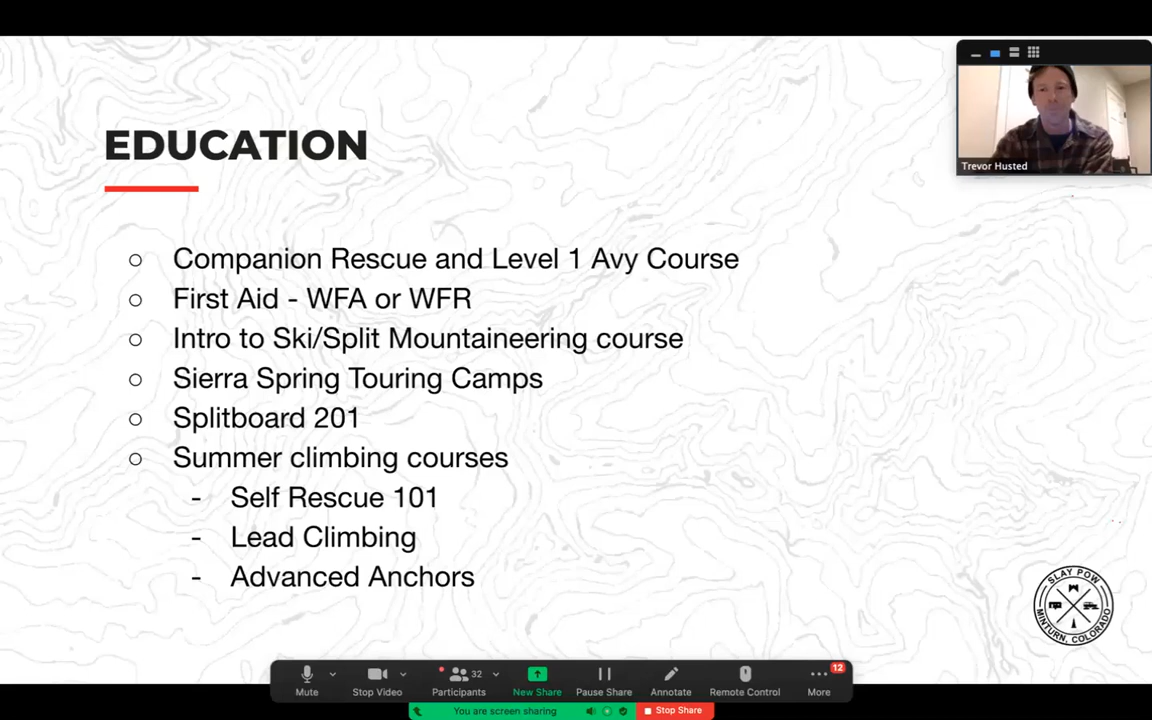 EDUCATION
Trevor Husted
○ Companion Rescue and Level 1 Avy Course
○ First Aid - WFA or WFR
○ Intro to Ski/Split Mountaineering course
○ Sierra Spring Touring Camps
○ Splitboard 201
○ Summer climbing courses
- Self Rescue 101
- Lead Climbing
- Advanced Anchors
SLAY POW
MINTURN, COLORADO
32
12
Mute
Stop Video
Participants
New Share
Pause Share
Annotate
Remote Control
More
You are screen sharing
Stop Share